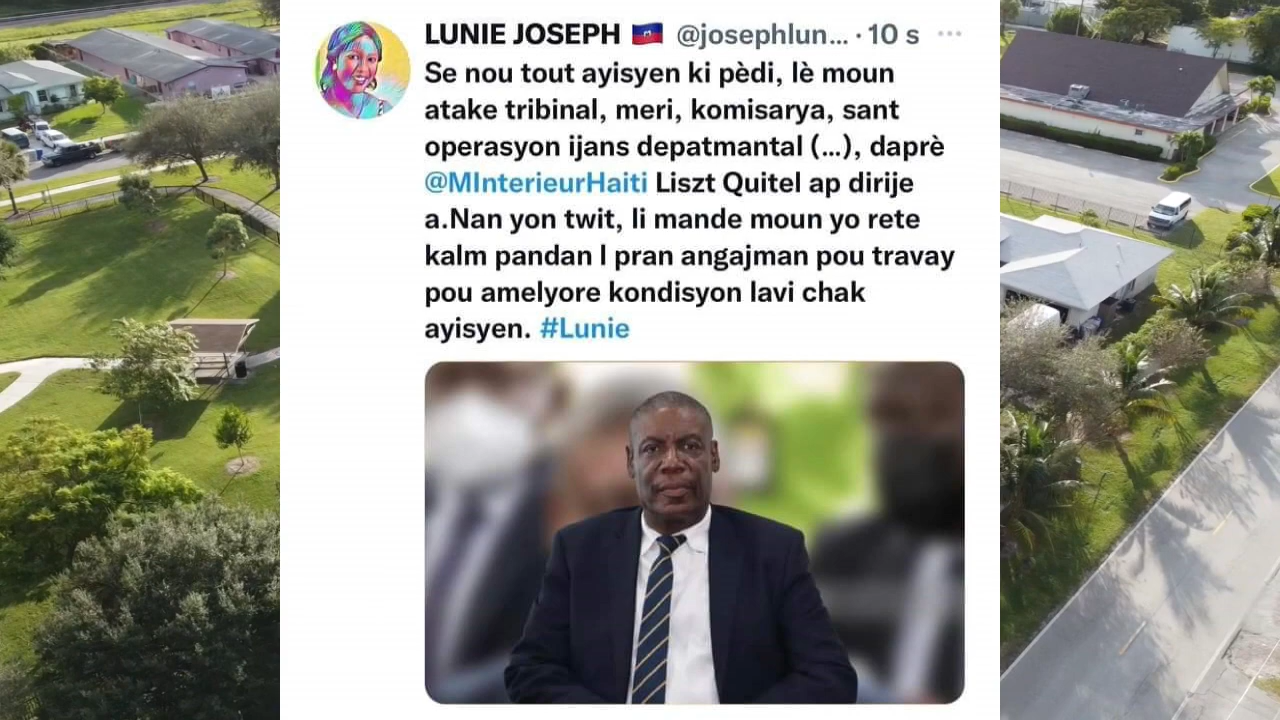 LUNIE JOSEPH 🇭🇹 @josephlun... · 10 s
Se nou tout ayisyen ki pèdi, lè moun
atake tribinal, meri, komisarya, sant
operasyon ijans depatmantal (...), daprè
@MInterieurHaiti Liszt Quitel ap dirije
a.Nan yon twit, li mande moun yo rete
kalm pandan l pran angajman pou travay
pou amelyore kondisyon lavi chak
ayisyen. #Lunie